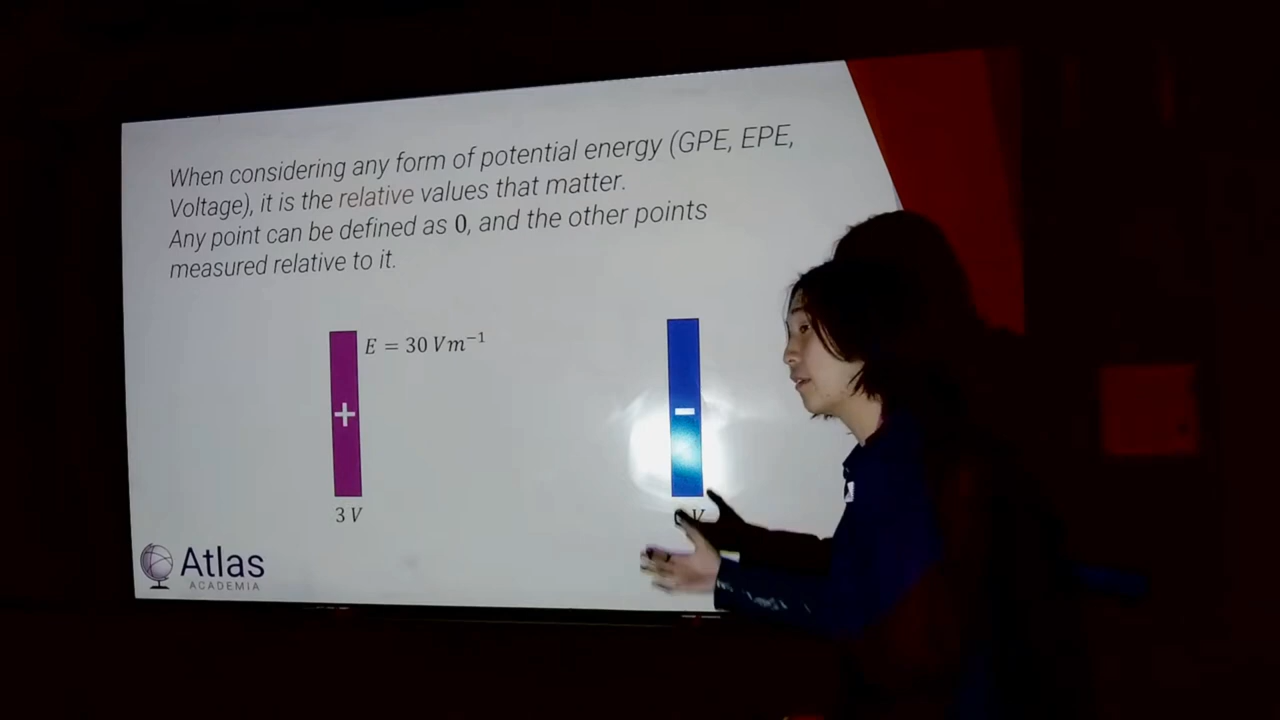 When considering any form of potential energy (GPE, EPE,
Voltage), it is the relative values that matter.
Any point can be defined as 0, and the other points
measured relative to it.
E = 30 Vm⁻¹
+
−
3 V
V
Atlas
ACADEMIA